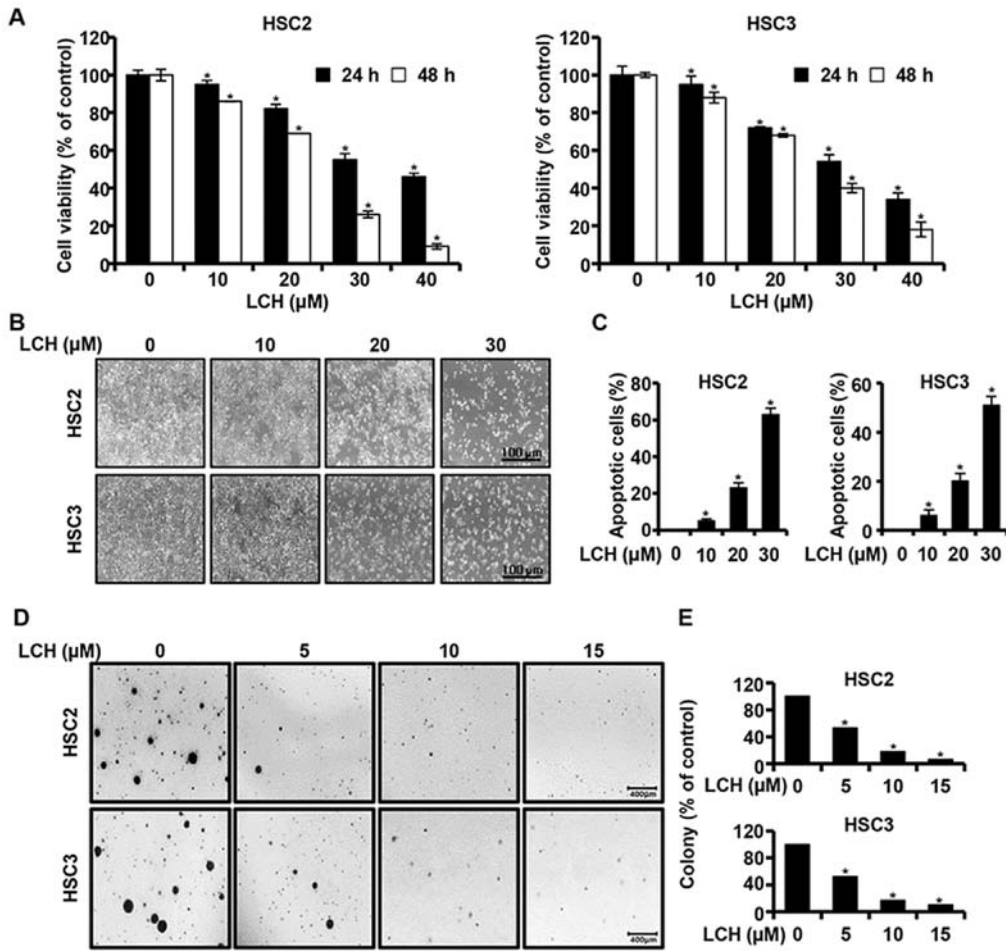 A
HSC2
HSC3
120
100
80
60
40
20
0
Cell viability (% of control)
24 h
48 h
*
*
*
*
*
*
*
*
0
10
20
30
40
LCH (µM)
120
100
80
60
40
20
0
Cell viability (% of control)
24 h
48 h
*
*
*
*
*
*
*
*
0
10
20
30
40
LCH (µM)
B
LCH (µM)
0
10
20
30
HSC2
100 µm
HSC3
100 µm
C
HSC2
80
60
40
20
0
Apoptotic cells (%)
*
*
*
LCH (µM) 0 10 20 30
HSC3
60
40
20
0
Apoptotic cells (%)
*
*
*
LCH (µM) 0 10 20 30
D
LCH (µM)
0
5
10
15
HSC2
400µm
HSC3
400µm
E
Colony (% of control)
HSC2
120
80
40
0
*
*
*
LCH (µM) 0 5 10 15
HSC3
120
80
40
0
*
*
*
LCH (µM) 0 5 10 15